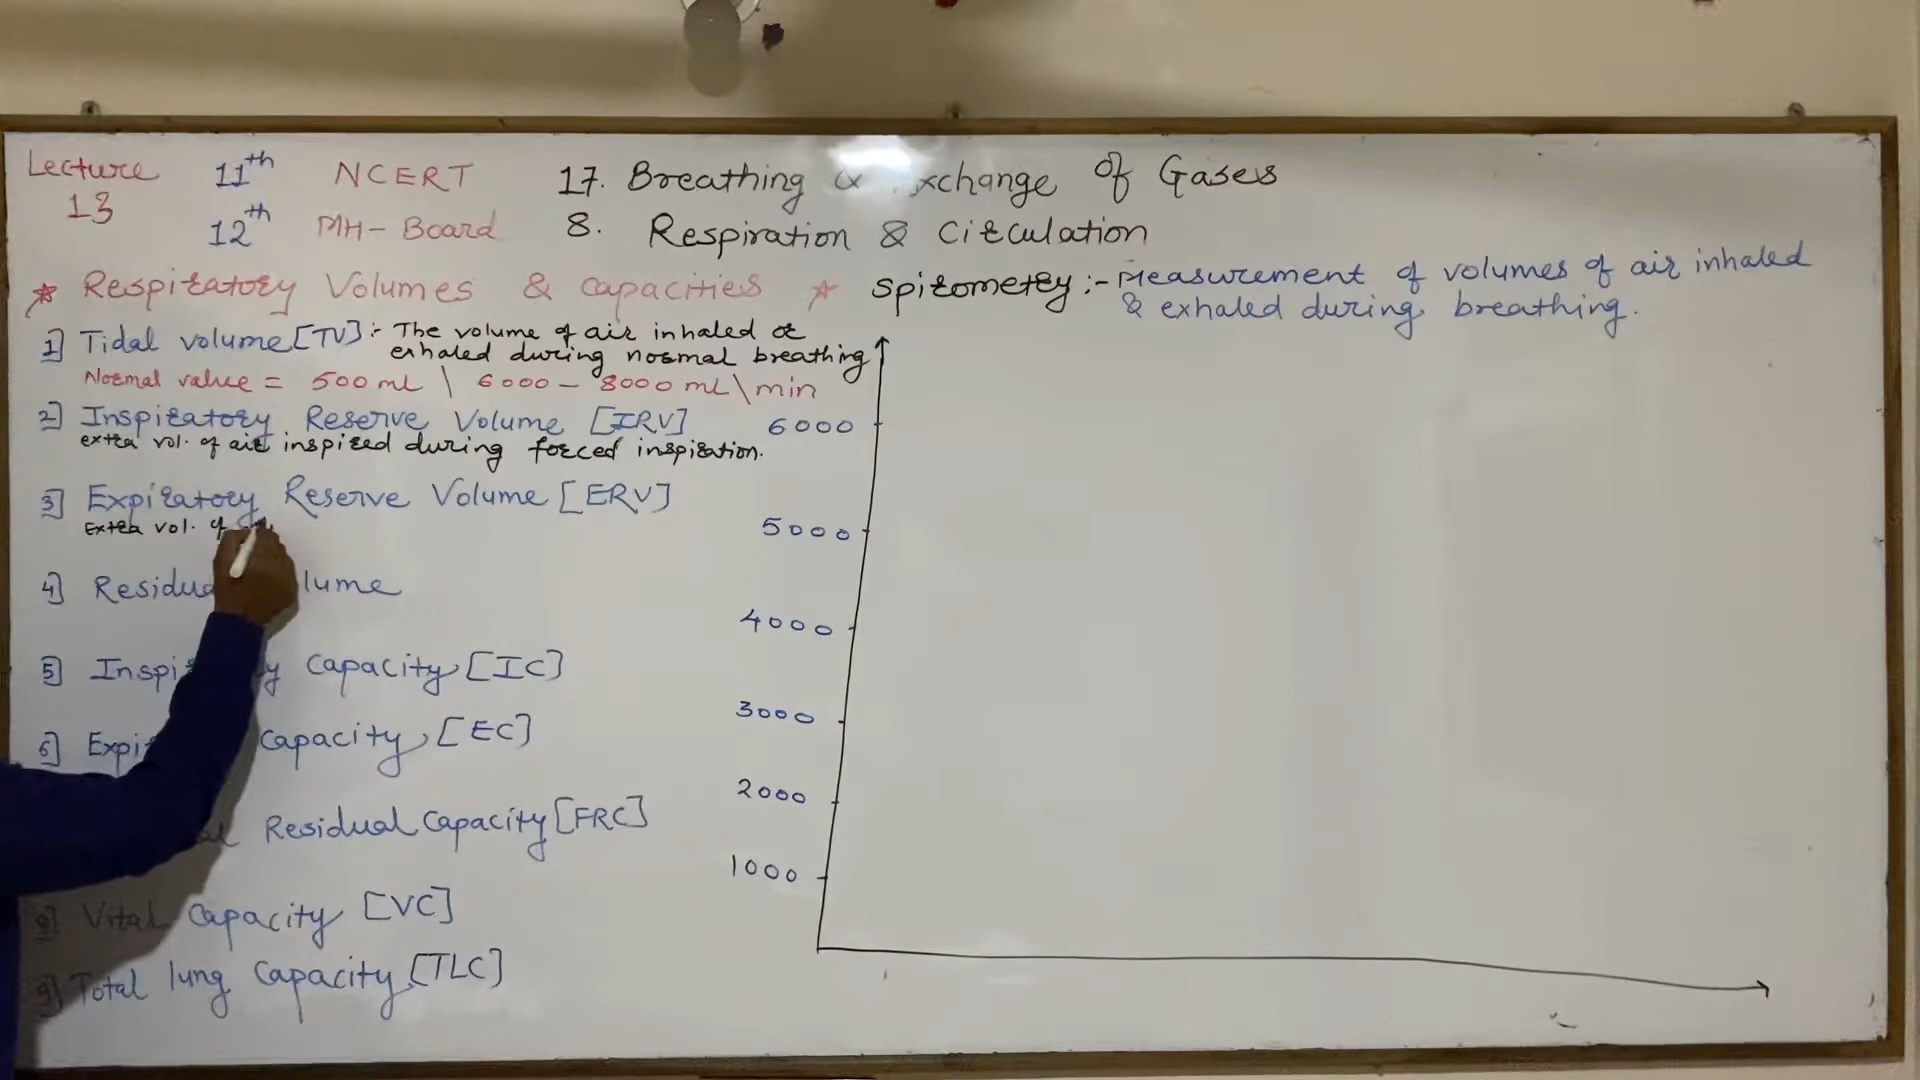 Lecture 11th NCERT 17. Breathing & xchange of Gases
13 12th MH-Board 8. Respiration & Circulation
* Respiratory Volumes & Capacities * Spirometry :- Measurement of volumes of air inhaled
& exhaled during breathing.
1] Tidal volume [TV] :- The volume of air inhaled or
exhaled during normal breathing
Normal value = 500 mL \ 6000 - 8000 mL \ min
2] Inspiratory Reserve Volume [IRV]
extra vol. of air inspired during forced inspiration.
3] Expiratory Reserve Volume [ERV]
Extra vol. of
4] Residua lume
5] Inspi y Capacity [IC]
6] Expi Capacity [EC]
al Residual Capacity [FRC]
8] Vital Capacity [VC]
9] Total lung Capacity [TLC]
6000
5000
4000
3000
2000
1000